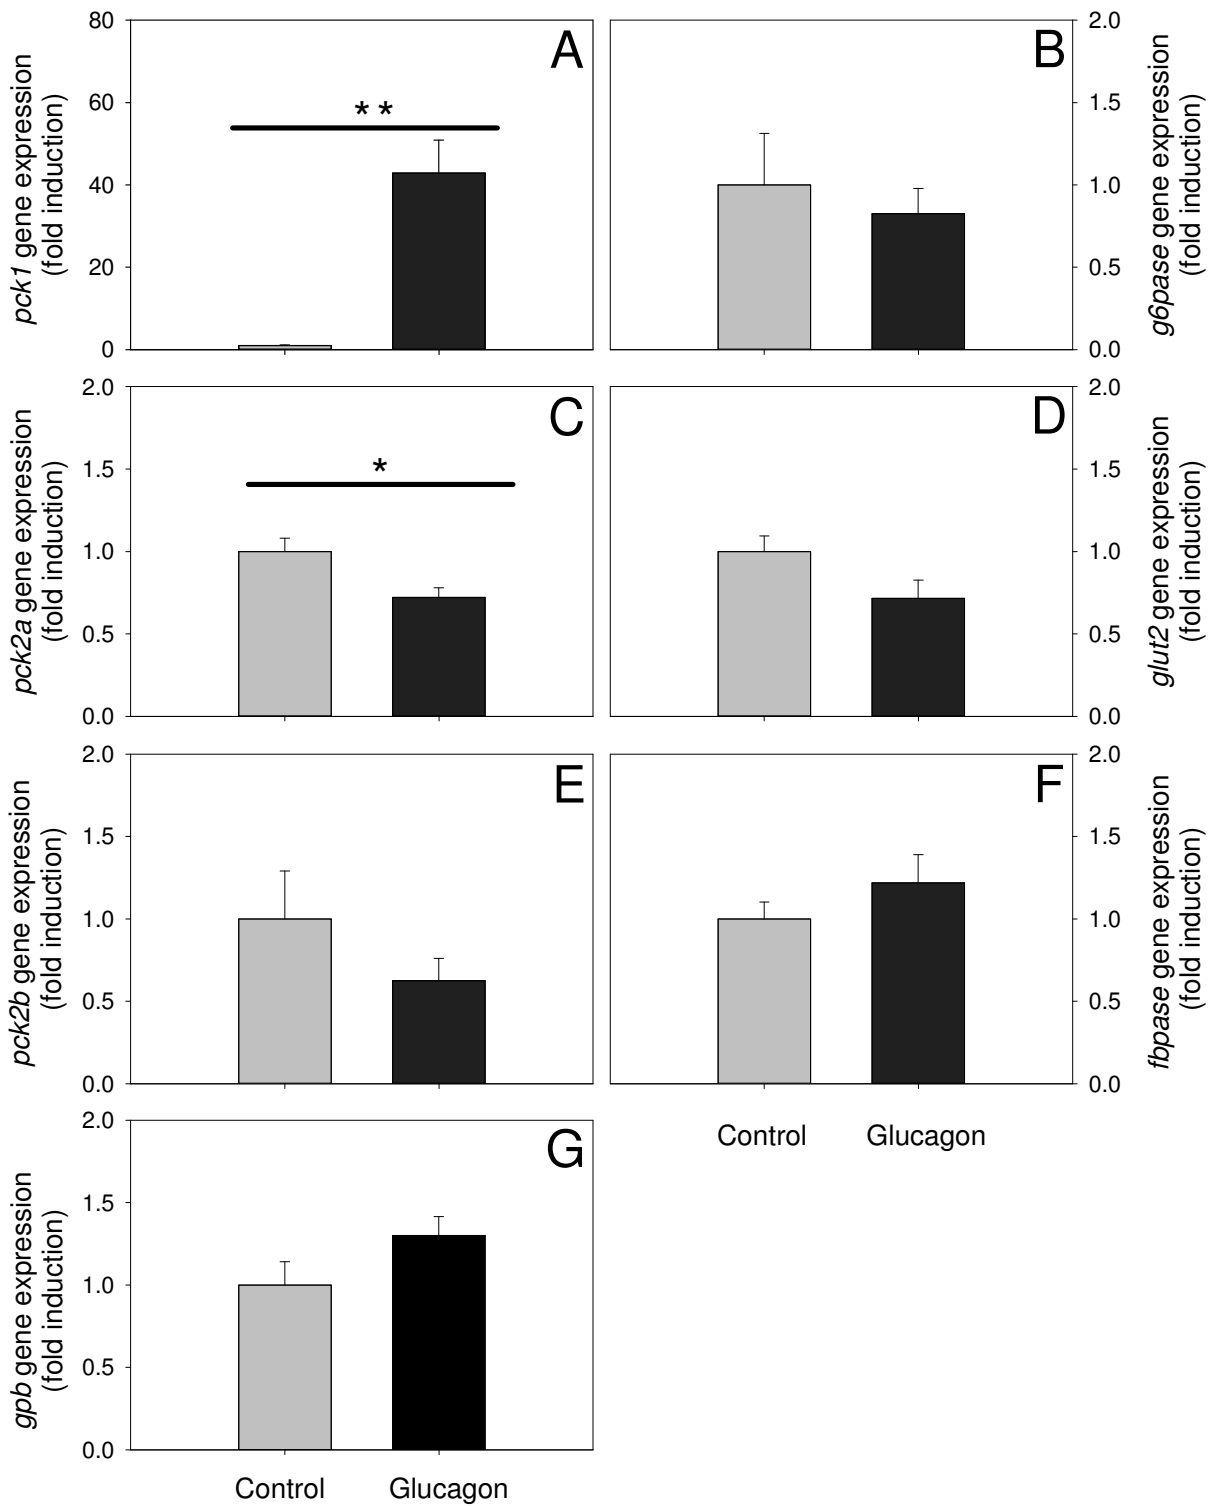 A
pck1 gene expression
(fold induction)
80
60
40
20
0
* *
B
g6pase gene expression
(fold induction)
2.0
1.5
1.0
0.5
0.0
C
pck2a gene expression
(fold induction)
2.0
1.5
1.0
0.5
0.0
*
D
glut2 gene expression
(fold induction)
2.0
1.5
1.0
0.5
0.0
E
pck2b gene expression
(fold induction)
2.0
1.5
1.0
0.5
0.0
F
fbpase gene expression
(fold induction)
2.0
1.5
1.0
0.5
0.0
Control Glucagon
G
gpb gene expression
(fold induction)
2.0
1.5
1.0
0.5
0.0
Control Glucagon